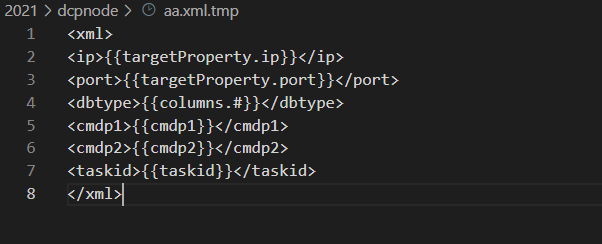 2021 > dcpnode > aa.xml.tmp
1 <xml>
2 <ip>{{targetProperty.ip}}</ip>
3 <port>{{targetProperty.port}}</port>
4 <dbtype>{{columns.#}}</dbtype>
5 <cmdp1>{{cmdp1}}</cmdp1>
6 <cmdp2>{{cmdp2}}</cmdp2>
7 <taskid>{{taskid}}</taskid>
8 </xml>